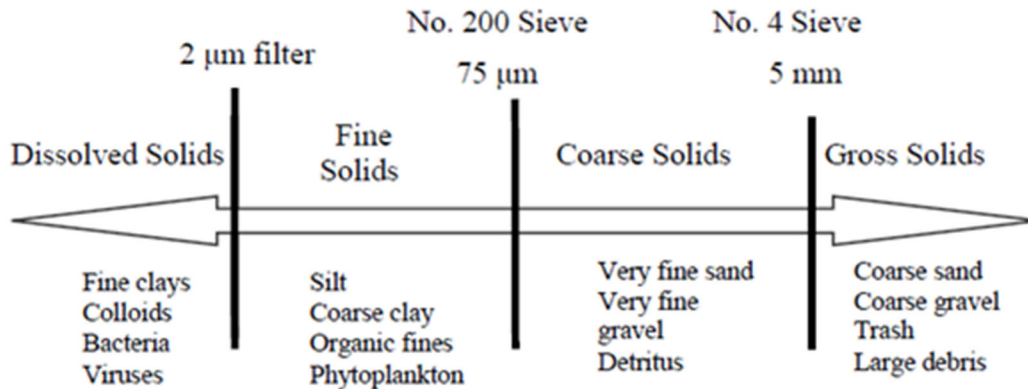 No. 200 Sieve
No. 4 Sieve
2 μm filter
75 μm
5 mm
Dissolved Solids
Fine
Solids
Coarse Solids
Gross Solids
Fine clays
Colloids
Bacteria
Viruses
Silt
Coarse clay
Organic fines
Phytoplankton
Very fine sand
Very fine
gravel
Detritus
Coarse sand
Coarse gravel
Trash
Large debris